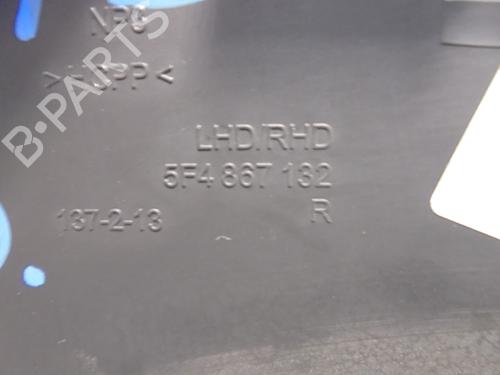 LHD/RHD
5F4 867 132
137-2-13
R
B-PARTS